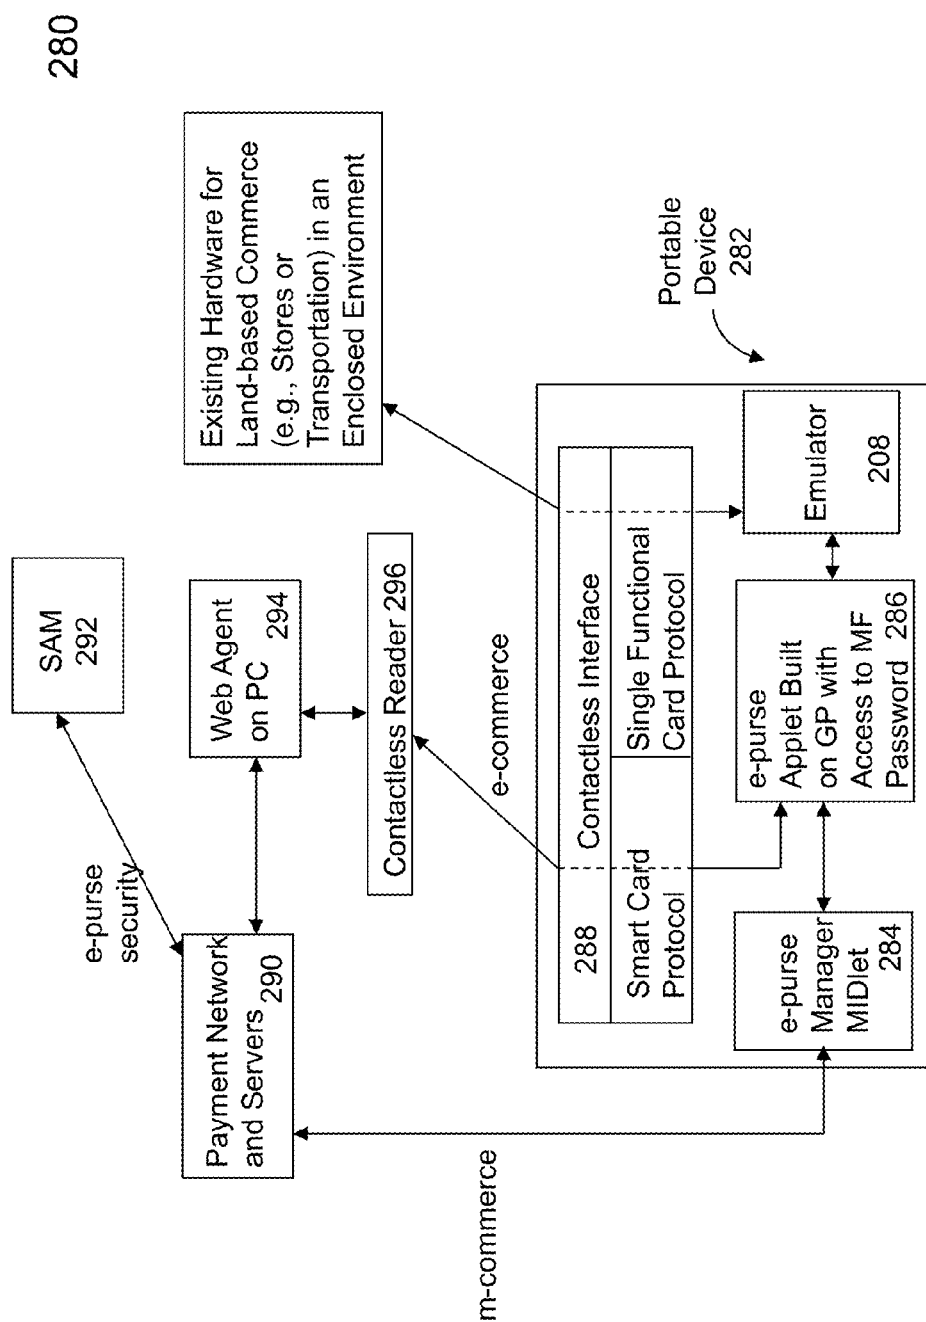 280
SAM
292
e-purse
security
Payment Network
and Servers
290
Web Agent
on PC
294
Existing Hardware for
Land-based Commerce
(e.g., Stores or
Transportation) in an
Enclosed Environment
Contactless Reader 296
m-commerce
e-commerce
Portable
Device
282
288
Contactless Interface
Smart Card
Protocol
Single Functional
Card Protocol
e-purse
Manager
MIDlet
284
e-purse
Applet Built
on GP with
Access to MF
Password 286
Emulator
208